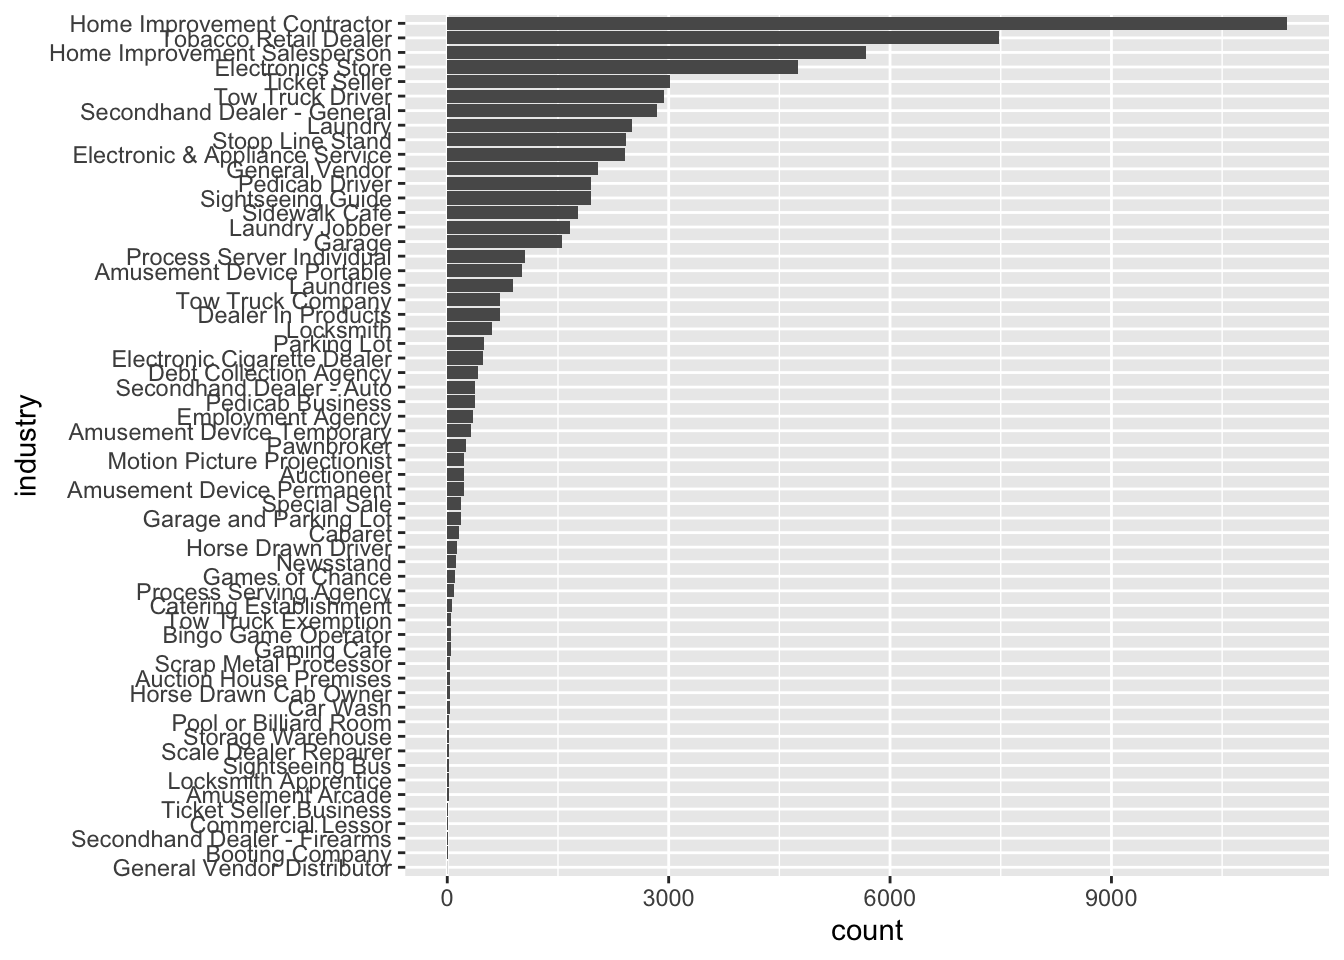 Home Improvement Contractor
Tobacco Retail Dealer
Home Improvement Salesperson
Electronics Store
Ticket Seller
Tow Truck Driver
Secondhand Dealer - General
Laundry
Stoop Line Stand
Electronic & Appliance Service
General Vendor
Pedicab Driver
Sightseeing Guide
Sidewalk Cafe
Laundry Jobber
Garage
Process Server Individual
Amusement Device Portable
Laundries
Tow Truck Company
Dealer In Products
Locksmith
Parking Lot
Electronic Cigarette Dealer
Debt Collection Agency
Secondhand Dealer - Auto
Pedicab Business
Employment Agency
Amusement Device Temporary
Pawnbroker
Motion Picture Projectionist
Auctioneer
Amusement Device Permanent
Special Sale
Garage and Parking Lot
Cabaret
Horse Drawn Driver
Newsstand
Games of Chance
Process Serving Agency
Catering Establishment
Tow Truck Exemption
Bingo Game Operator
Gaming Cafe
Scrap Metal Processor
Auction House Premises
Horse Drawn Cab Owner
Car Wash
Pool or Billiard Room
Storage Warehouse
Scale Dealer Repairer
Sightseeing Bus
Locksmith Apprentice
Amusement Arcade
Ticket Seller Business
Commercial Lessor
Secondhand Dealer - Firearms
Booting Company
General Vendor Distributor
industry
0 3000 6000 9000
count